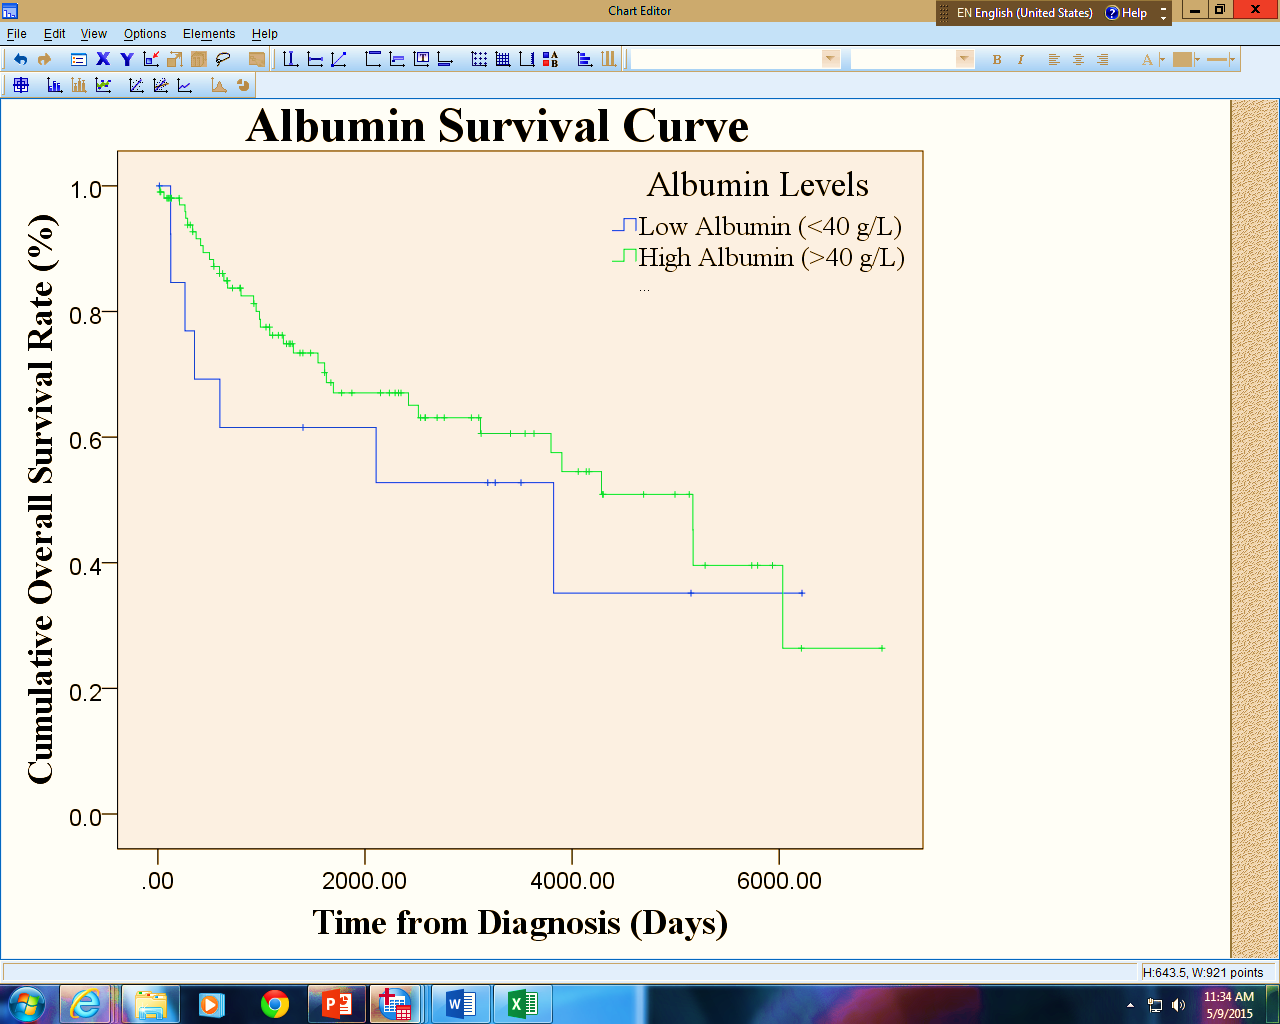 Chart Editor
EN English (United States) Help
File Edit View Options Elements Help
X Y T A B B I A
Albumin Survival Curve
Albumin Levels
Low Albumin (<40 g/L)
High Albumin (>40 g/L)
...
Cumulative Overall Survival Rate (%)
1.0
0.8
0.6
0.4
0.2
0.0
.00 2000.00 4000.00 6000.00
Time from Diagnosis (Days)
H:643.5, W:921 points
11:34 AM
5/9/2015